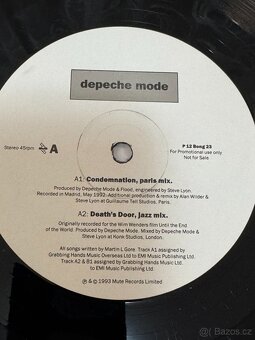 depeche mode
Stereo 45rpm
A
P 12 Bong 23
For Promotional use only
Not for Sale.
A1: Condomnation, paris mix.
Produced by Depeche Mode & Flood, engineered by Steve Lyon.
Recorded in Madrid, May 1992. Additional production & remix by Alan Wilder &
Steve Lyon at Guillaume Tell Studios, Paris.
A2: Death's Door, jazz mix.
Originally recorded for the Wim Wenders film Until the End
of the World. Produced by Depeche Mode. Mixed by Depeche Mode &
Steve Lyon at Konk Studios, London.
All songs written by Martin L Gore. Track A1 assigned by
Grabbing Hands Music Overseas Ltd to EMI Music Publishing Ltd.
Track A2 & B1 assigned by Grabbing Hands Music Ltd.
to EMI Music Publishing Ltd.
℗ & © 1993 Mute Records Limited
sbazar.cz